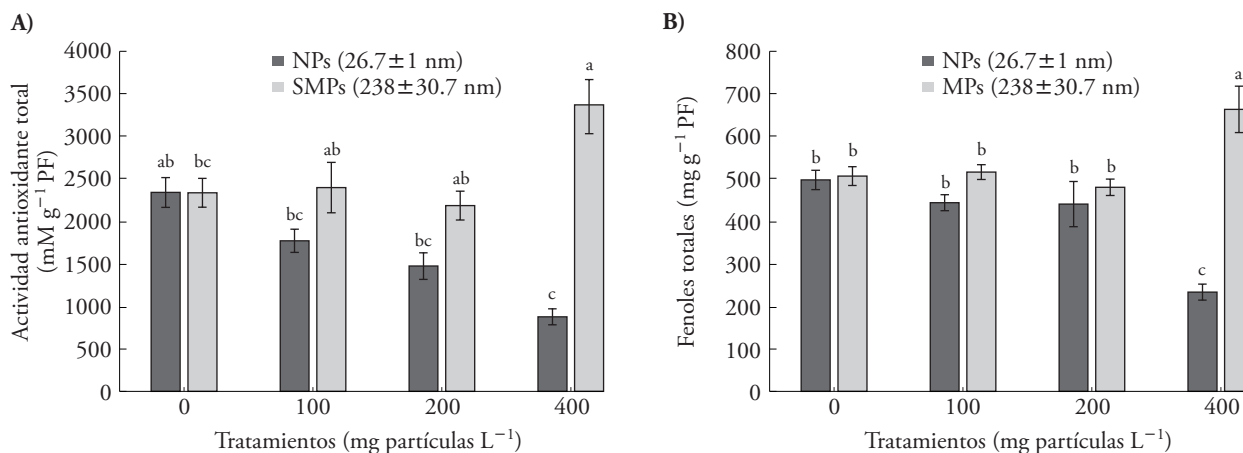 A)
Actividad antioxidante total
(mM g⁻¹ PF)
4000
3500
3000
2500
2000
1500
1000
500
0
NPs (26.7±1 nm)
SMPs (238±30.7 nm)
ab
bc
bc
ab
bc
ab
c
a
0
100
200
400
Tratamientos (mg partículas L⁻¹)
B)
Fenoles totales (mg g⁻¹ PF)
800
700
600
500
400
300
200
100
0
NPs (26.7±1 nm)
MPs (238±30.7 nm)
b
b
b
b
b
b
c
a
0
100
200
400
Tratamientos (mg partículas L⁻¹)